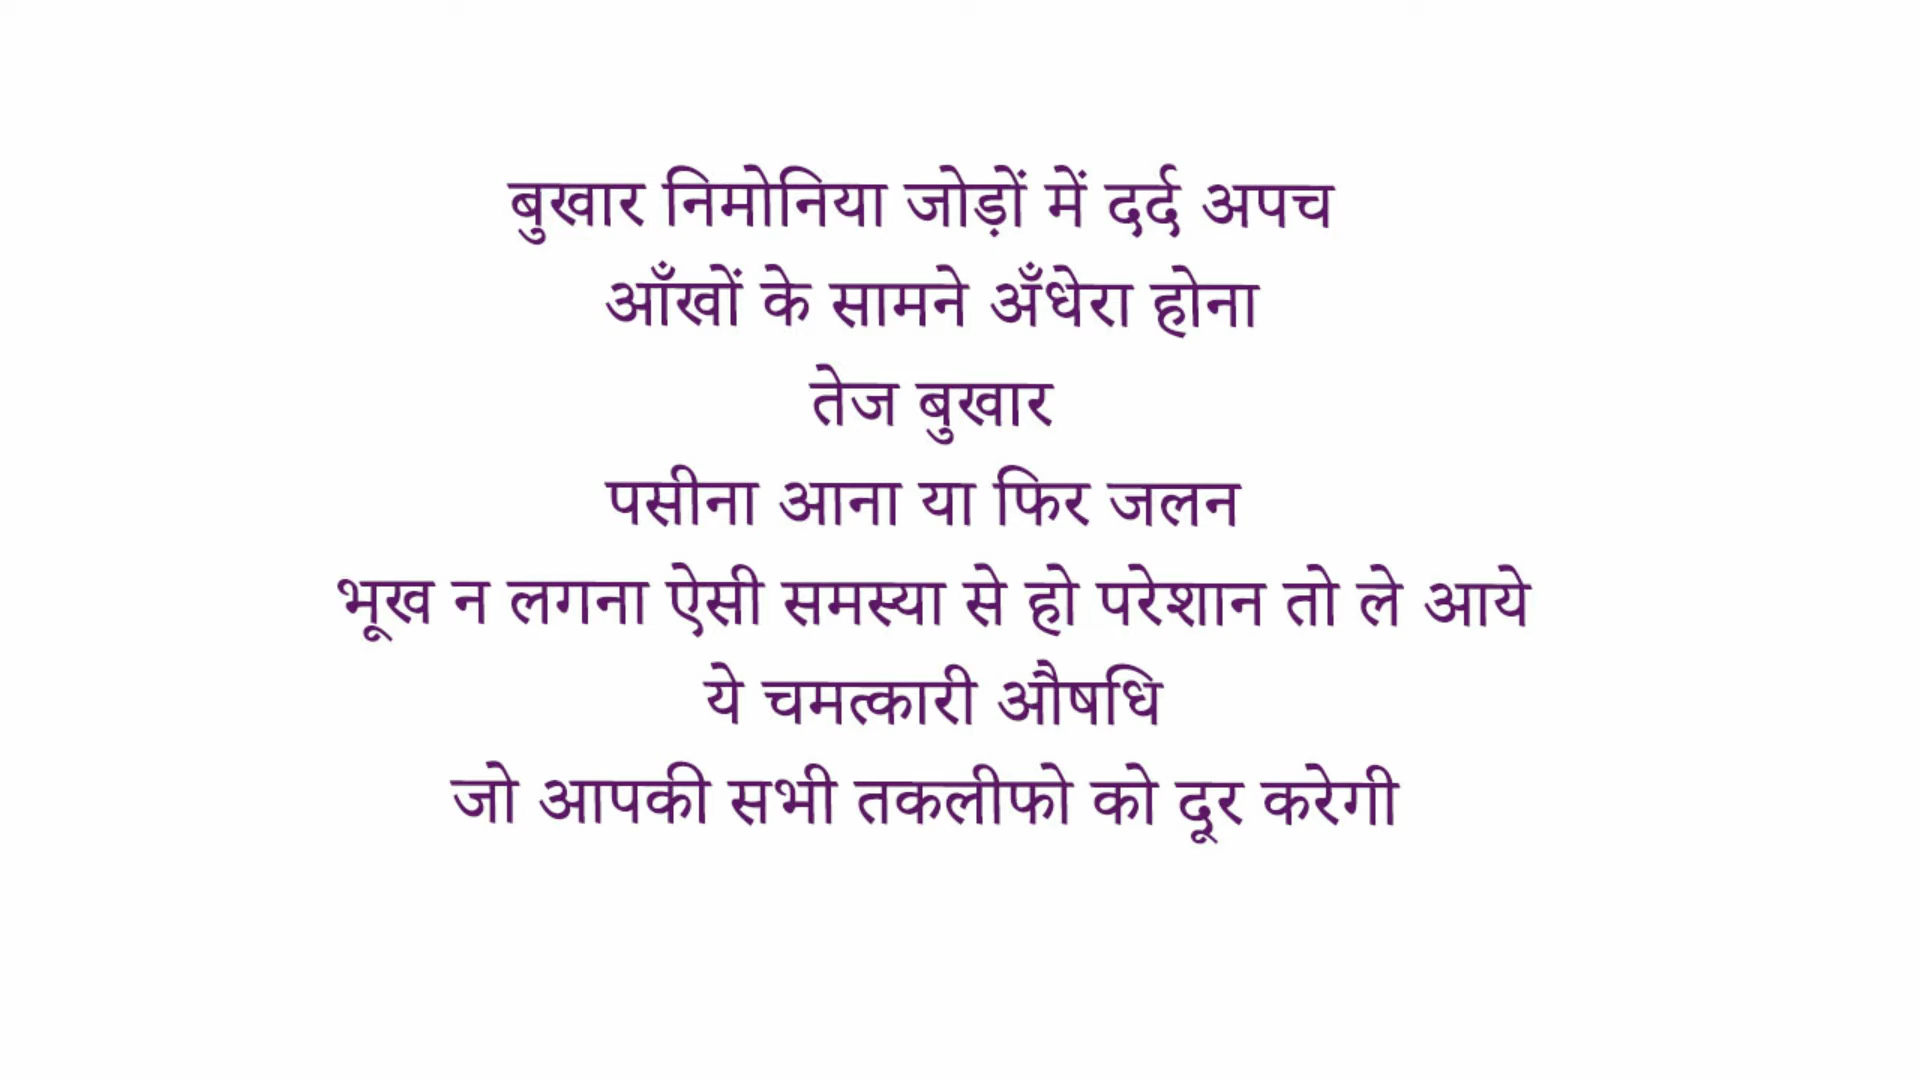 बुखार निमोनिया जोड़ों में दर्द अपच
आँखों के सामने अँधेरा होना
तेज बुखार
पसीना आना या फिर जलन
भूख न लगना ऐसी समस्या से हो परेशान तो ले आये
ये चमत्कारी औषधि
जो आपकी सभी तकलीफो को दूर करेगी